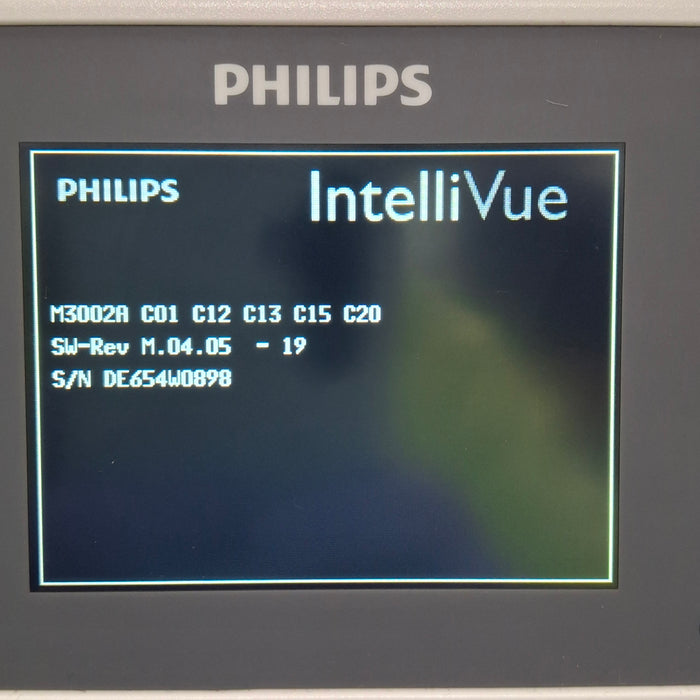 PHILIPS
PHILIPS IntelliVue
M3002A C01 C12 C13 C15 C20
SW-Rev M.04.05 - 19
S/N DE654W0898